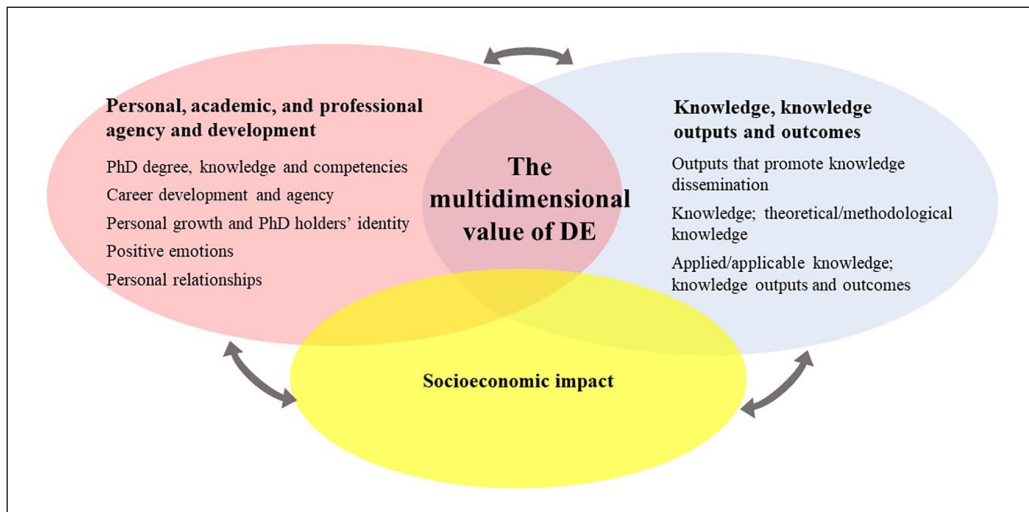 Personal, academic, and professional
agency and development
PhD degree, knowledge and competencies
Career development and agency
Personal growth and PhD holders' identity
Positive emotions
Personal relationships
The
multidimensional
value of DE
Knowledge, knowledge
outputs and outcomes
Outputs that promote knowledge
dissemination
Knowledge; theoretical/methodological
knowledge
Applied/applicable knowledge;
knowledge outputs and outcomes
Socioeconomic impact